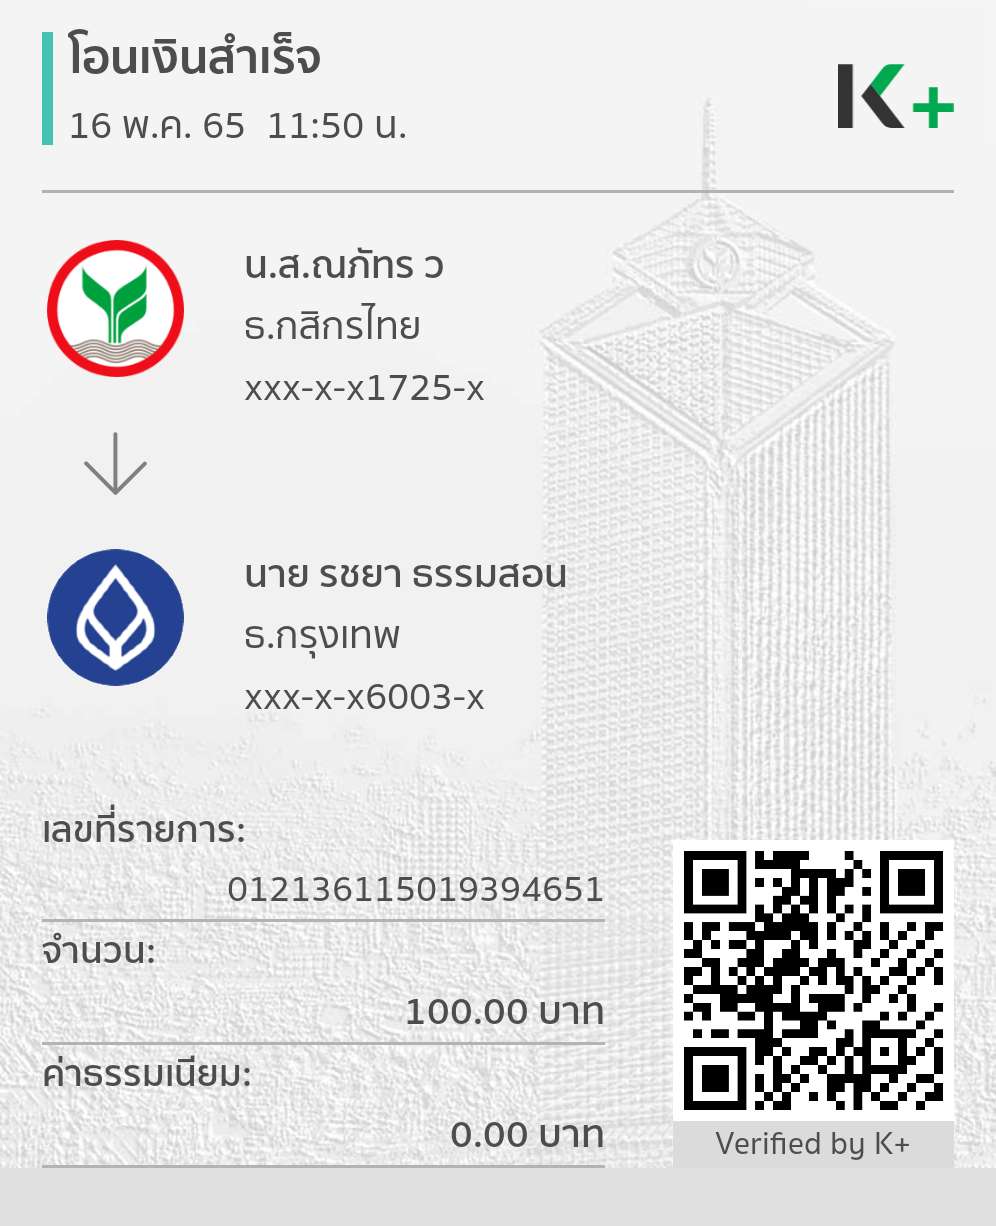 โอนเงินสำเร็จ
16 พ.ค. 65 11:50 น.
K+
น.ส.ณภัทร ว
ธ.กสิกรไทย
xxx-x-x1725-x
นาย รชยา ธรรมสอน
ธ.กรุงเทพ
xxx-x-x6003-x
เลขที่รายการ:
012136115019394651
จำนวน:
100.00 บาท
ค่าธรรมเนียม:
0.00 บาท
Verified by K+